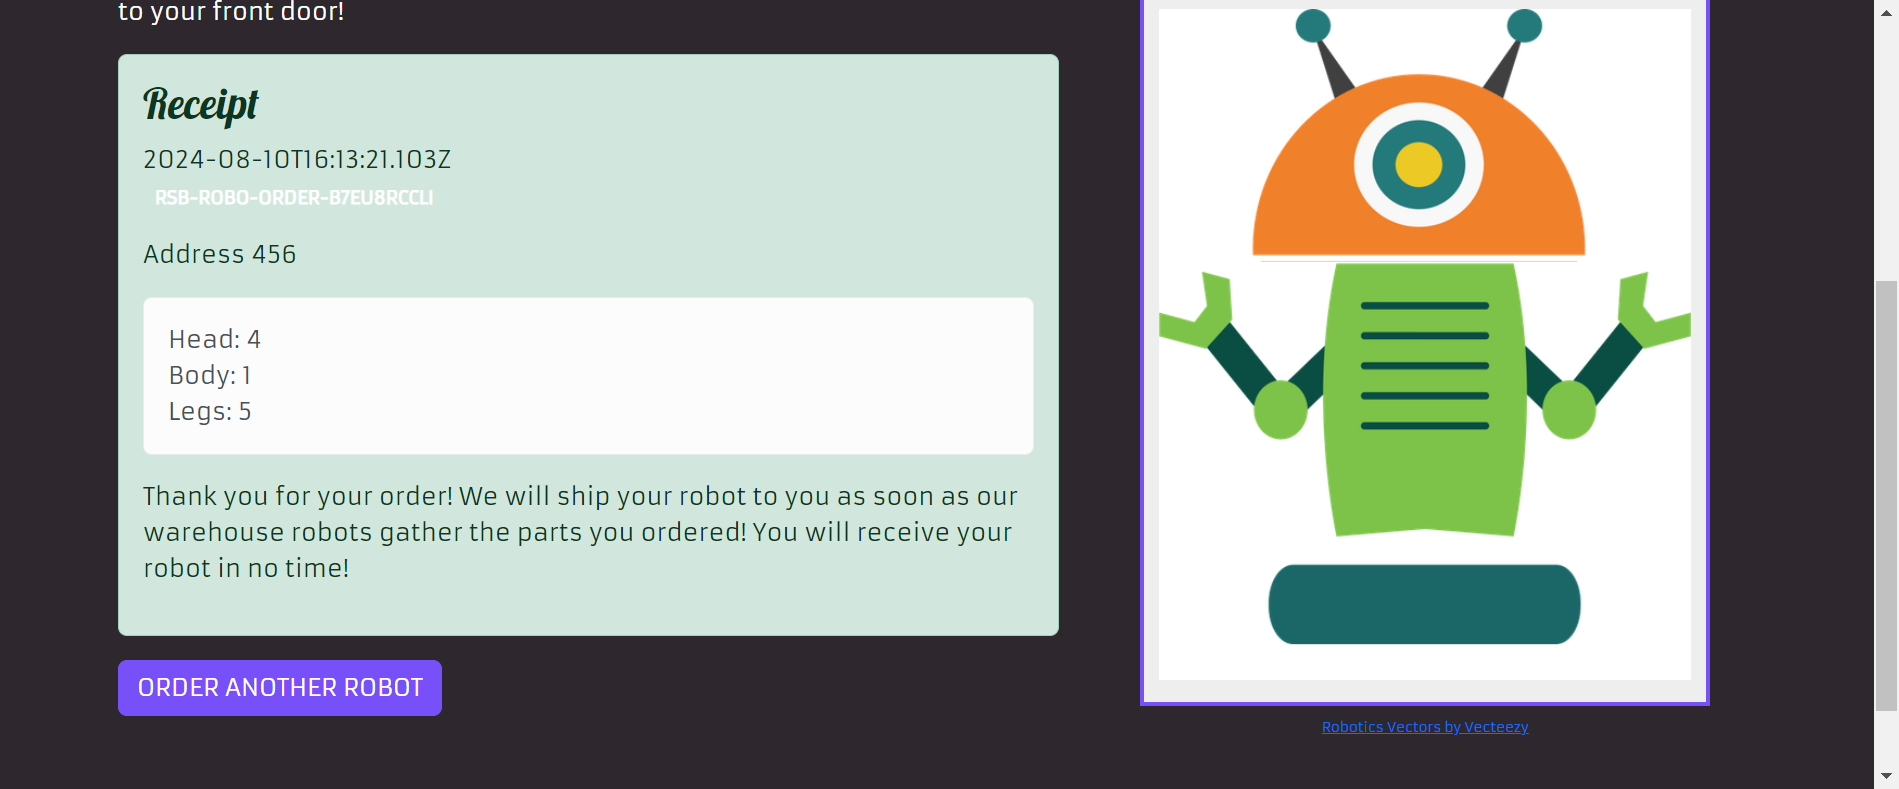 to your front door!
Receipt
2024-08-10T16:13:21.103Z
RSB-ROBO-ORDER-B7EU8RCCLI
Address 456
Head: 4
Body: 1
Legs: 5
Thank you for your order! We will ship your robot to you as soon as our
warehouse robots gather the parts you ordered! You will receive your
robot in no time!
ORDER ANOTHER ROBOT
Robotics Vectors by Vecteezy